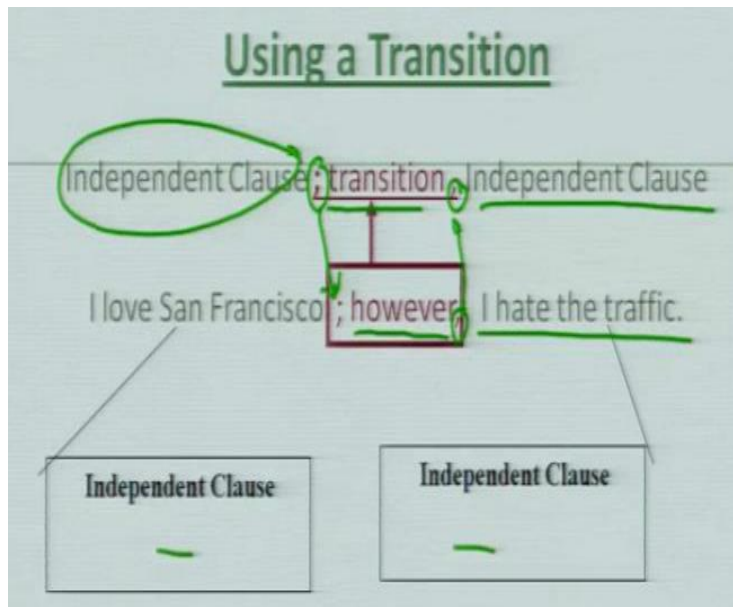 Using a Transition
Independent Clause ; transition , Independent Clause
I love San Francisco ; however, I hate the traffic.
Independent Clause Independent Clause